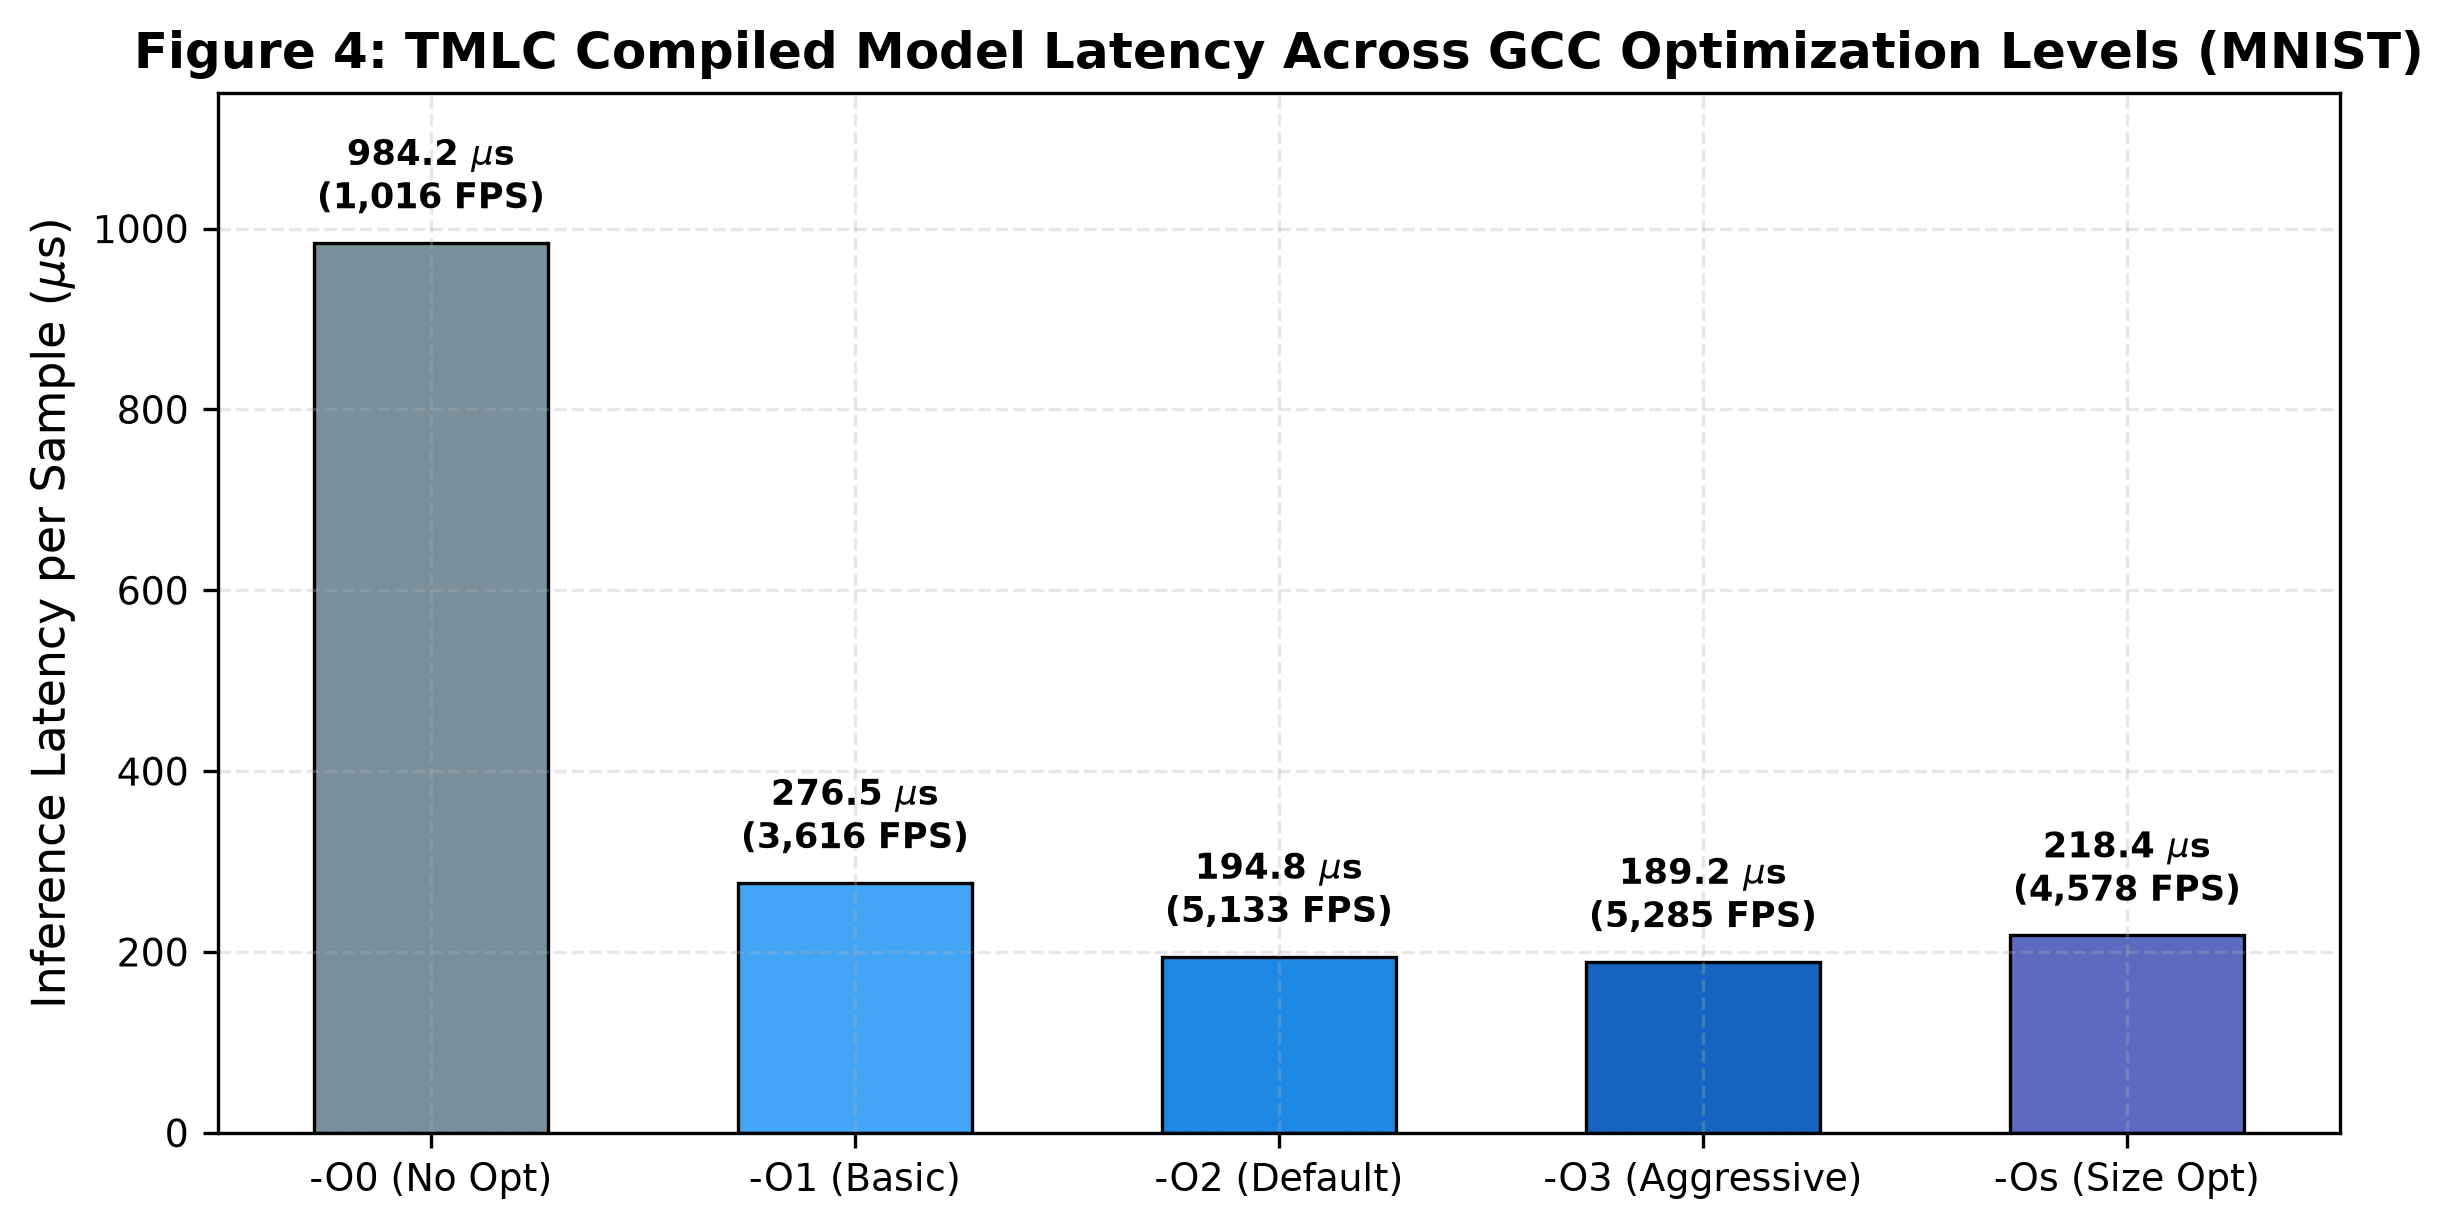 Figure 4: TMLC Compiled Model Latency Across GCC Optimization Levels (MNIST)
Inference Latency per Sample (μs)
1000
800
600
400
200
0
984.2 μs
(1,016 FPS)
276.5 μs
(3,616 FPS)
194.8 μs
(5,133 FPS)
189.2 μs
(5,285 FPS)
218.4 μs
(4,578 FPS)
-O0 (No Opt)
-O1 (Basic)
-O2 (Default)
-O3 (Aggressive)
-Os (Size Opt)